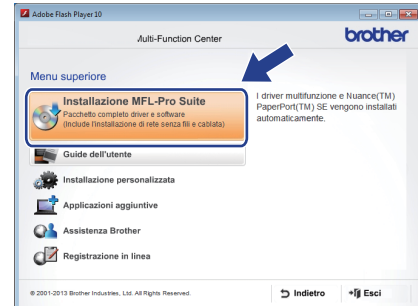 Adobe Flash Player 10
Multi-Function Center
brother
Menu superiore
Installazione MFL-Pro Suite
Pacchetto completo driver e software
(Include l'installazione di rete senza fili e cablata)
I driver multifunzione e Nuance(TM)
PaperPort(TM) SE vengono installati
automaticamente.
Guide dell'utente
Installazione personalizzata
Applicazioni aggiuntive
Assistenza Brother
Registrazione in linea
© 2001-2013 Brother Industries, Ltd. All Rights Reserved.
Indietro
Esci